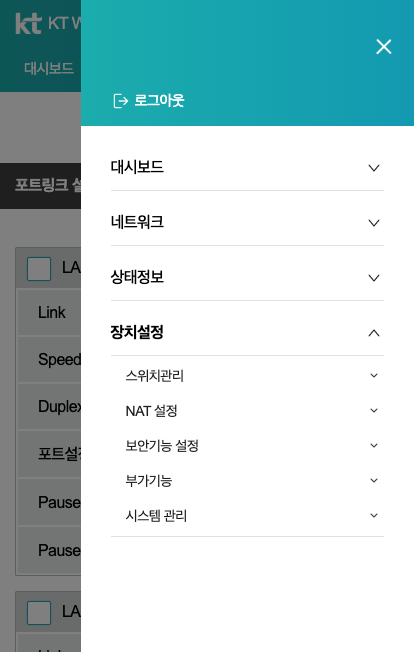 kt KT W
대시보드
로그아웃
포트링크 설
대시보드
네트워크
상태정보
장치설정
스위치관리
NAT 설정
보안기능 설정
부가기능
시스템 관리
LA
Link
Speed
Duplex
포트설정
Pause
Pause
LA